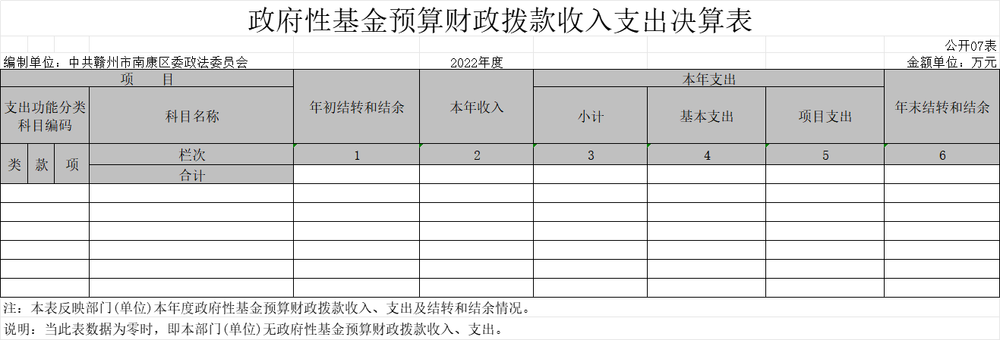 政府性基金预算财政拨款收入支出决算表
公开07表
编制单位：中共赣州市南康区委政法委员会 2022年度 金额单位：万元
项 目 年初结转和结余 本年收入 本年支出 年末结转和结余
支出功能分类科目编码 科目名称 小计 基本支出 项目支出
类 款 项 栏次 1 2 3 4 5 6
合计
注：本表反映部门(单位)本年度政府性基金预算财政拨款收入、支出及结转和结余情况。
说明：当此表数据为零时，即本部门(单位)无政府性基金预算财政拨款收入、支出。